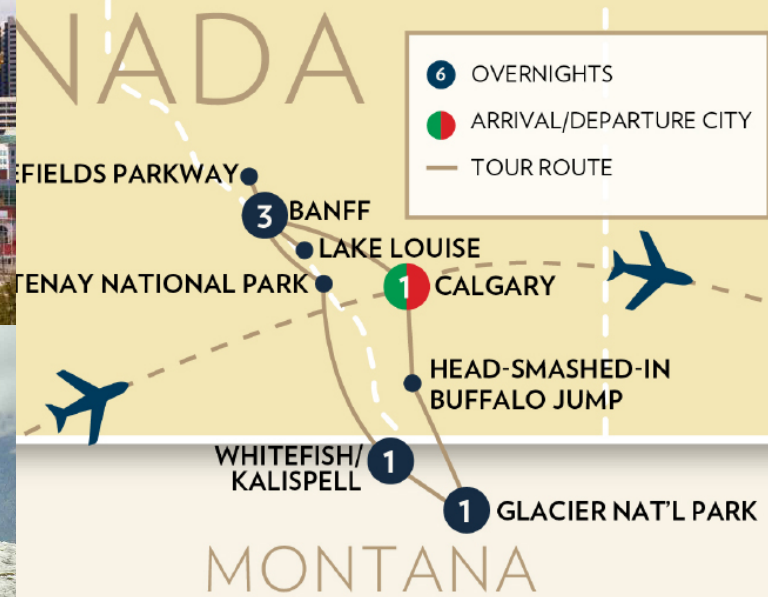 NADA
6 OVERNIGHTS
ARRIVAL/DEPARTURE CITY
TOUR ROUTE
EFIELDS PARKWAY
3 BANFF
LAKE LOUISE
TENAY NATIONAL PARK
1 CALGARY
HEAD-SMASHED-IN
BUFFALO JUMP
WHITEFISH/
KALISPELL
1
1 GLACIER NAT'L PARK
MONTANA